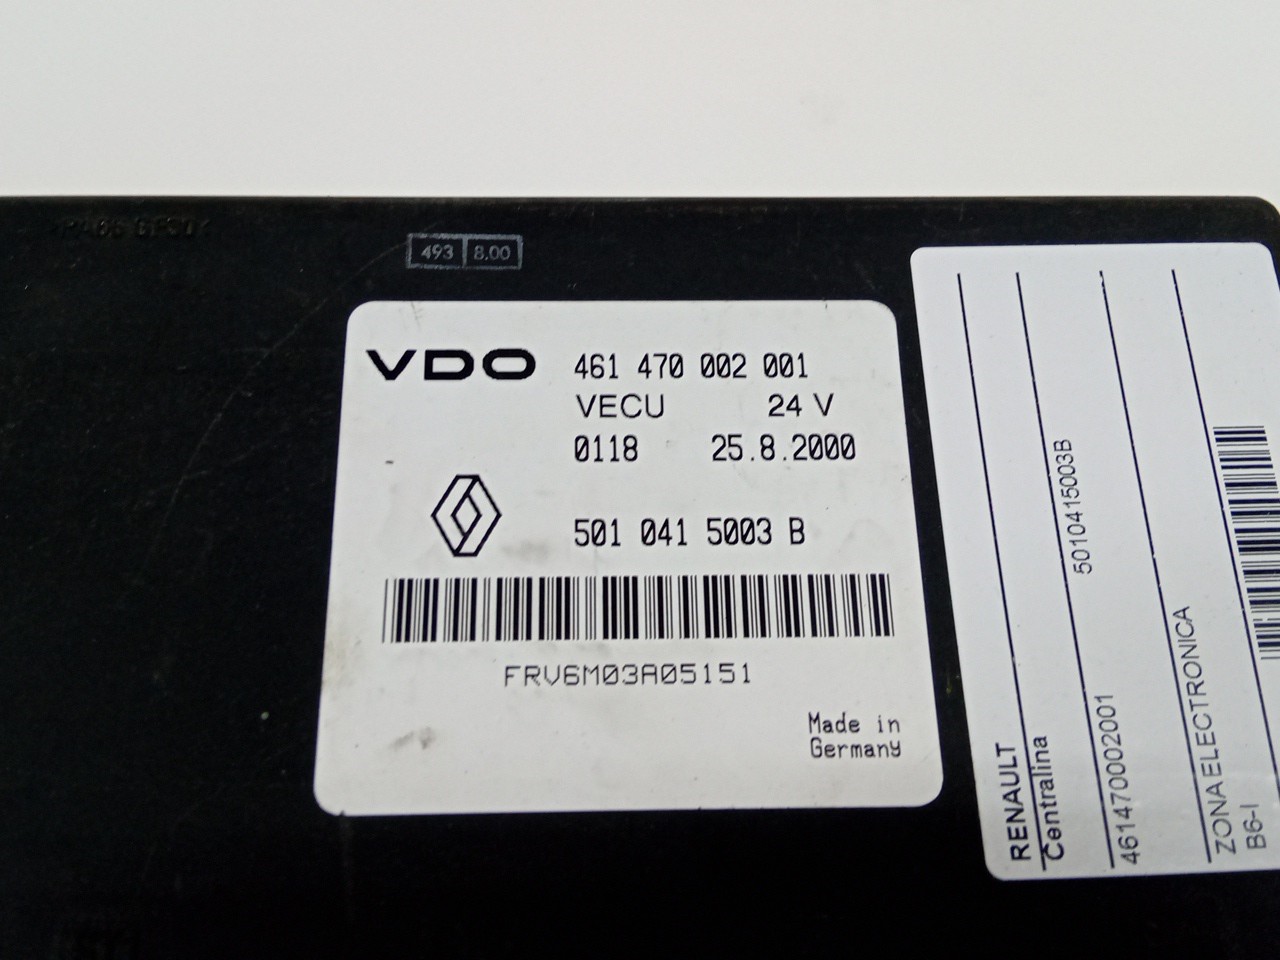 493 8.00
VDO 461 470 002 001
VECU 24 V
0118 25.8.2000
501 041 5003 B
FRV6M03A05151
Made in
Germany
RENAULT
Centralina 5010415003B
461470002001
ZONA ELECTRONICA
B6-I